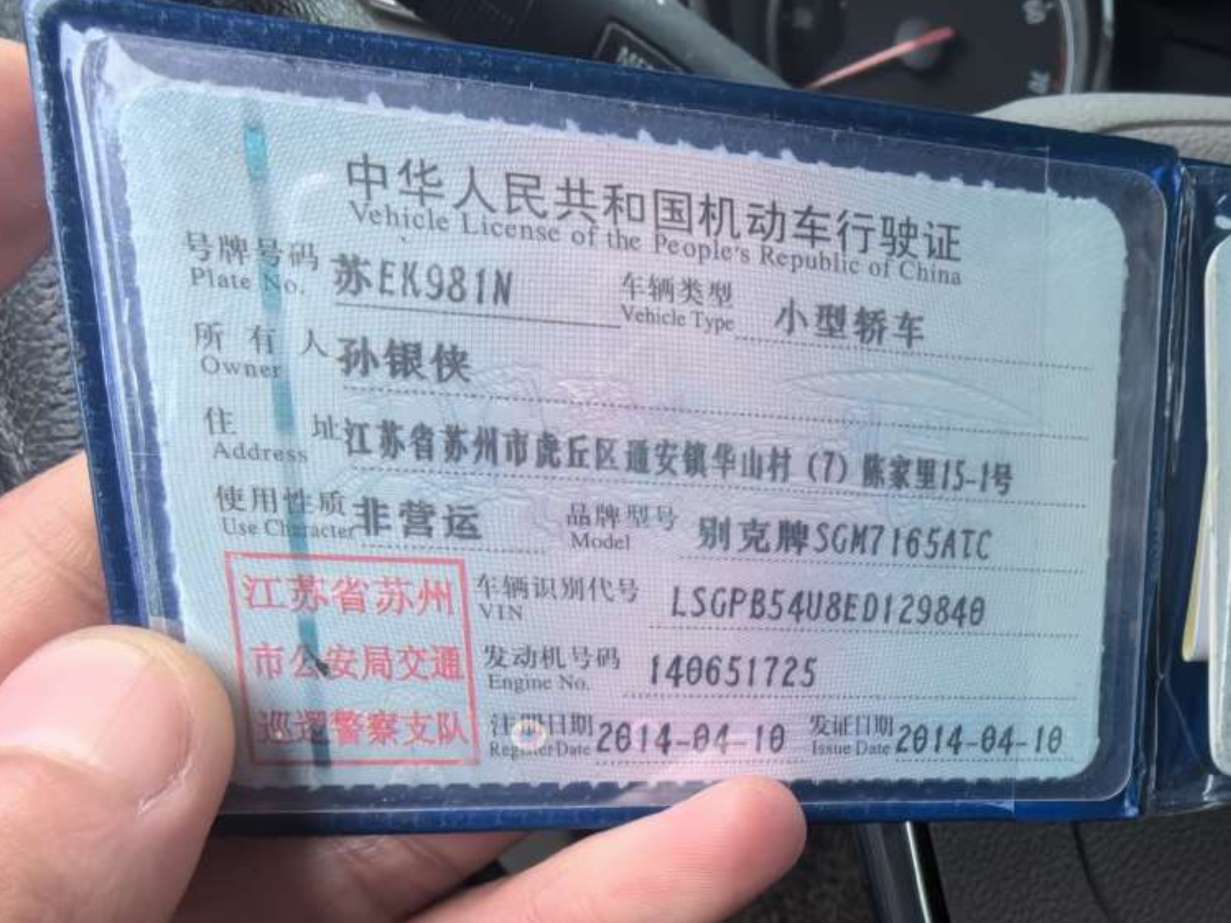 中华人民共和国机动车行驶证
Vehicle License of the People's Republic of China
号牌号码 苏EK981N 车辆类型 小型轿车
Plate No. Vehicle Type
所有人 孙银侠
Owner
住址 江苏省苏州市虎丘区通安镇华山村 (7) 陈家里15-1号
Address
使用性质 非营运 品牌型号 别克牌SGM7165ATC
Use Character Model
江苏省苏州
市公安局交通
巡逻警察支队
车辆识别代号 LSGPB54U8ED129840
VIN
发动机号码 140651725
Engine No.
注册日期 2014-04-10 发证日期 2014-04-10
Register Date Issue Date